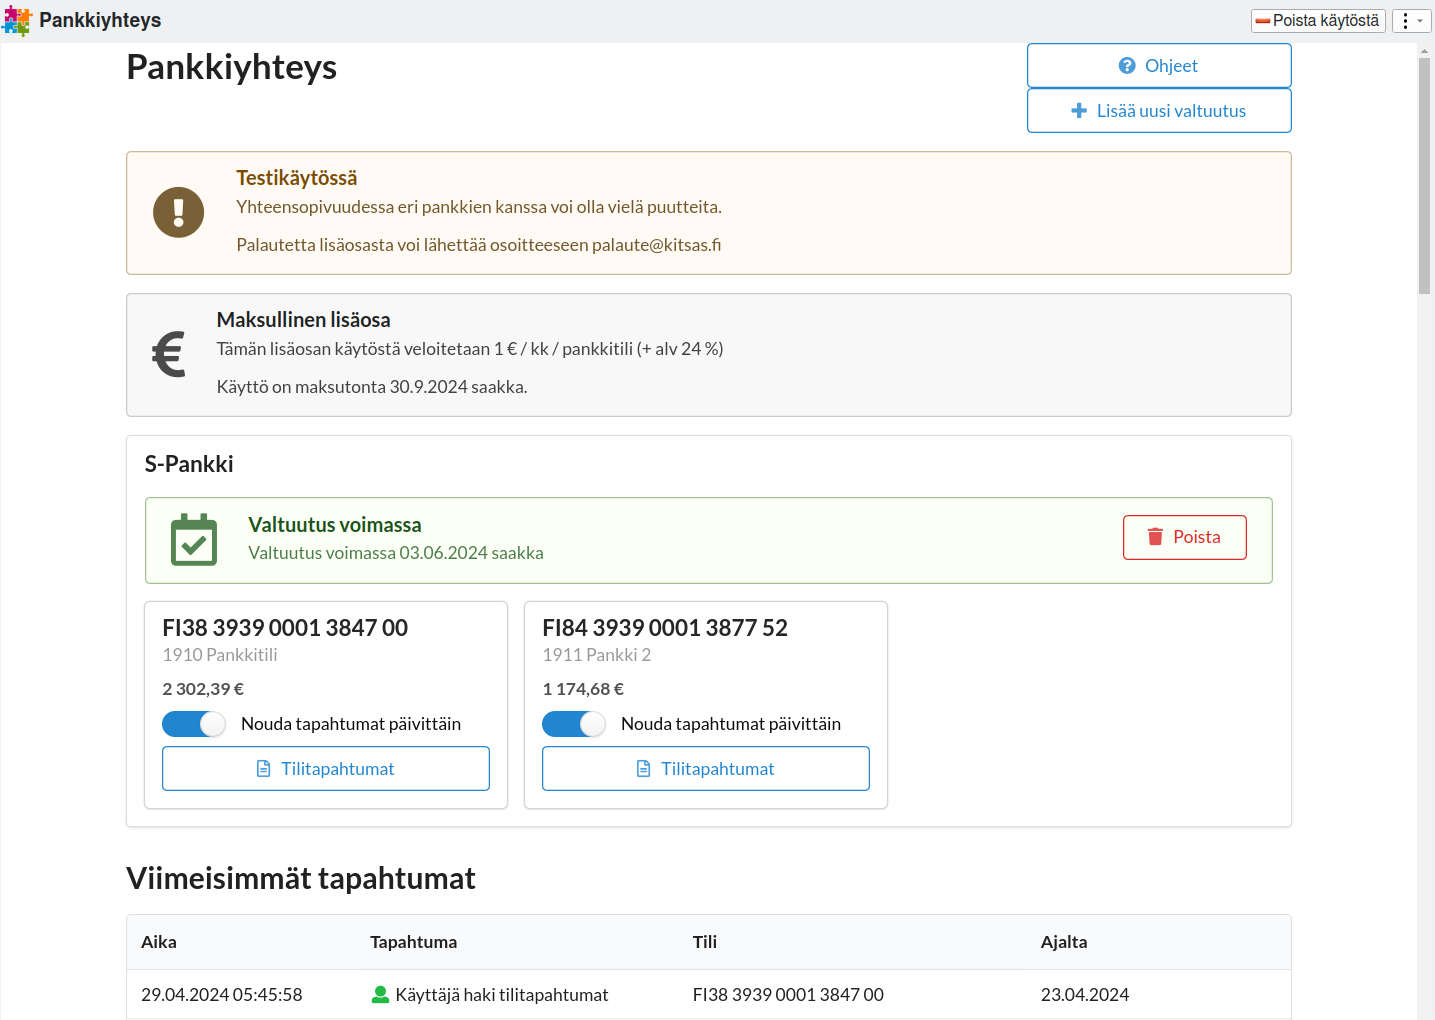 Pankkiyhteys
Poista käytöstä
Pankkiyhteys
Ohjeet
Lisää uusi valtuutus
Testikäytössä
Yhteensopivuudessa eri pankkien kanssa voi olla vielä puutteita.
Palautetta lisäosasta voi lähettää osoitteeseen palaute@kitsas.fi
Maksullinen lisäosa
Tämän lisäosan käytöstä veloitetaan 1 € / kk / pankkitili (+ alv 24 %)
Käyttö on maksutonta 30.9.2024 saakka.
S-Pankki
Valtuutus voimassa
Valtuutus voimassa 03.06.2024 saakka
Poista
FI38 3939 0001 3847 00
1910 Pankkitili
2 302,39 €
Nouda tapahtumat päivittäin
Tilitapahtumat
FI84 3939 0001 3877 52
1911 Pankki 2
1 174,68 €
Nouda tapahtumat päivittäin
Tilitapahtumat
Viimeisimmät tapahtumat
Aika Tapahtuma Tili Ajalta
29.04.2024 05:45:58 Käyttäjä haki tilitapahtumat FI38 3939 0001 3847 00 23.04.2024